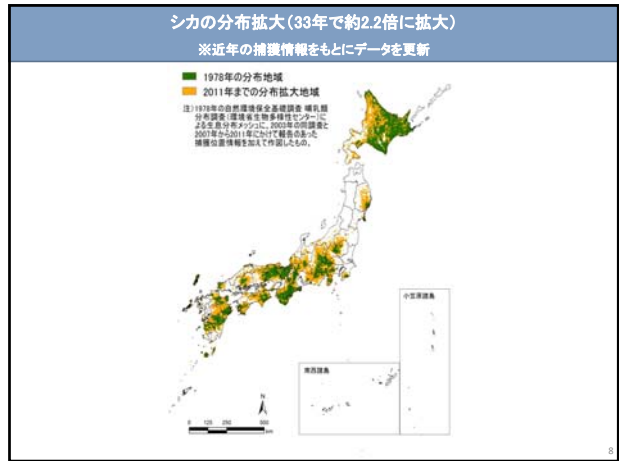 シカの分布拡大（33年で約2.2倍に拡大）
※近年の捕獲情報をもとにデータを更新
1978年の分布地域
2011年までの分布拡大地域
注）1978年の自然環境保全基礎調査 哺乳類
分布調査（環境省生物多様性センター）に
よる生息分布メッシュに、2003年の同調査と
2007年から2011年にかけて報告のあった
捕獲位置情報を加えて作図したもの。
小笠原諸島
南西諸島
N
0 125 250 500
km
8